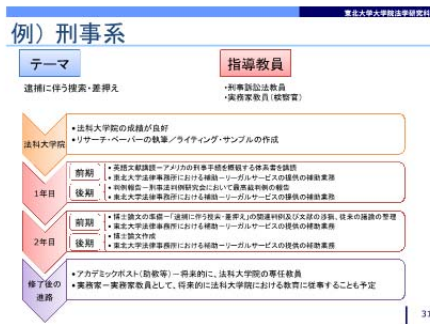 東北大学大学院法学研究科
例）刑事系
テーマ
指導教員
逮捕に伴う捜索・差押え
・刑事訴訟法教員
・実務家教員（検察官）
法科大学院
・法科大学院の成績が良好
・リサーチ・ペーパーの執筆／ライティング・サンプルの作成
1年目
前期
・英語文献講読－アメリカの刑事手続を概観する体系書を講読
・東北大学法律事務所における補助－リーガルサービスの提供の補助業務
後期
・判例報告－刑事法判例研究会において最高裁判例の報告
・東北大学法律事務所における補助－リーガルサービスの提供の補助業務
2年目
前期
・博士論文の準備－「逮捕に伴う捜索・差押え」の関連判例及び文献の渉猟、従来の議論の整理
・東北大学法律事務所における補助－リーガルサービスの提供の補助業務
後期
・博士論文作成
・東北大学法律事務所における補助－リーガルサービスの提供の補助業務
修了後の
進路
・アカデミックポスト（助教等）－将来的に、法科大学院の専任教員
・実務家－実務家教員として、将来的に法科大学院における教育に従事することも予定
31